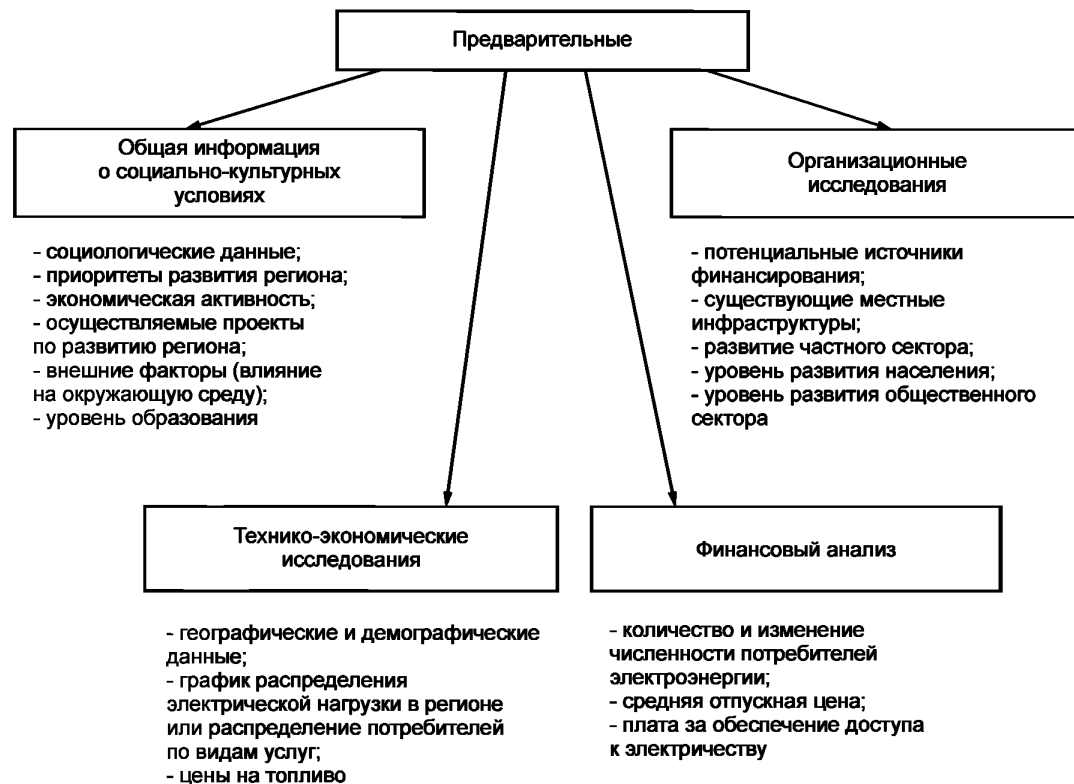 Предварительные
Общая информация
о социально-культурных
условиях
- социологические данные;
- приоритеты развития региона;
- экономическая активность;
- осуществляемые проекты
по развитию региона;
- внешние факторы (влияние
на окружающую среду);
- уровень образования
Организационные
исследования
- потенциальные источники
финансирования;
- существующие местные
инфраструктуры;
- развитие частного сектора;
- уровень развития населения;
- уровень развития общественного
сектора
Технико-экономические
исследования
- географические и демографические
данные;
- график распределения
электрической нагрузки в регионе
или распределение потребителей
по видам услуг;
- цены на топливо
Финансовый анализ
- количество и изменение
численности потребителей
электроэнергии;
- средняя отпускная цена;
- плата за обеспечение доступа
к электричеству